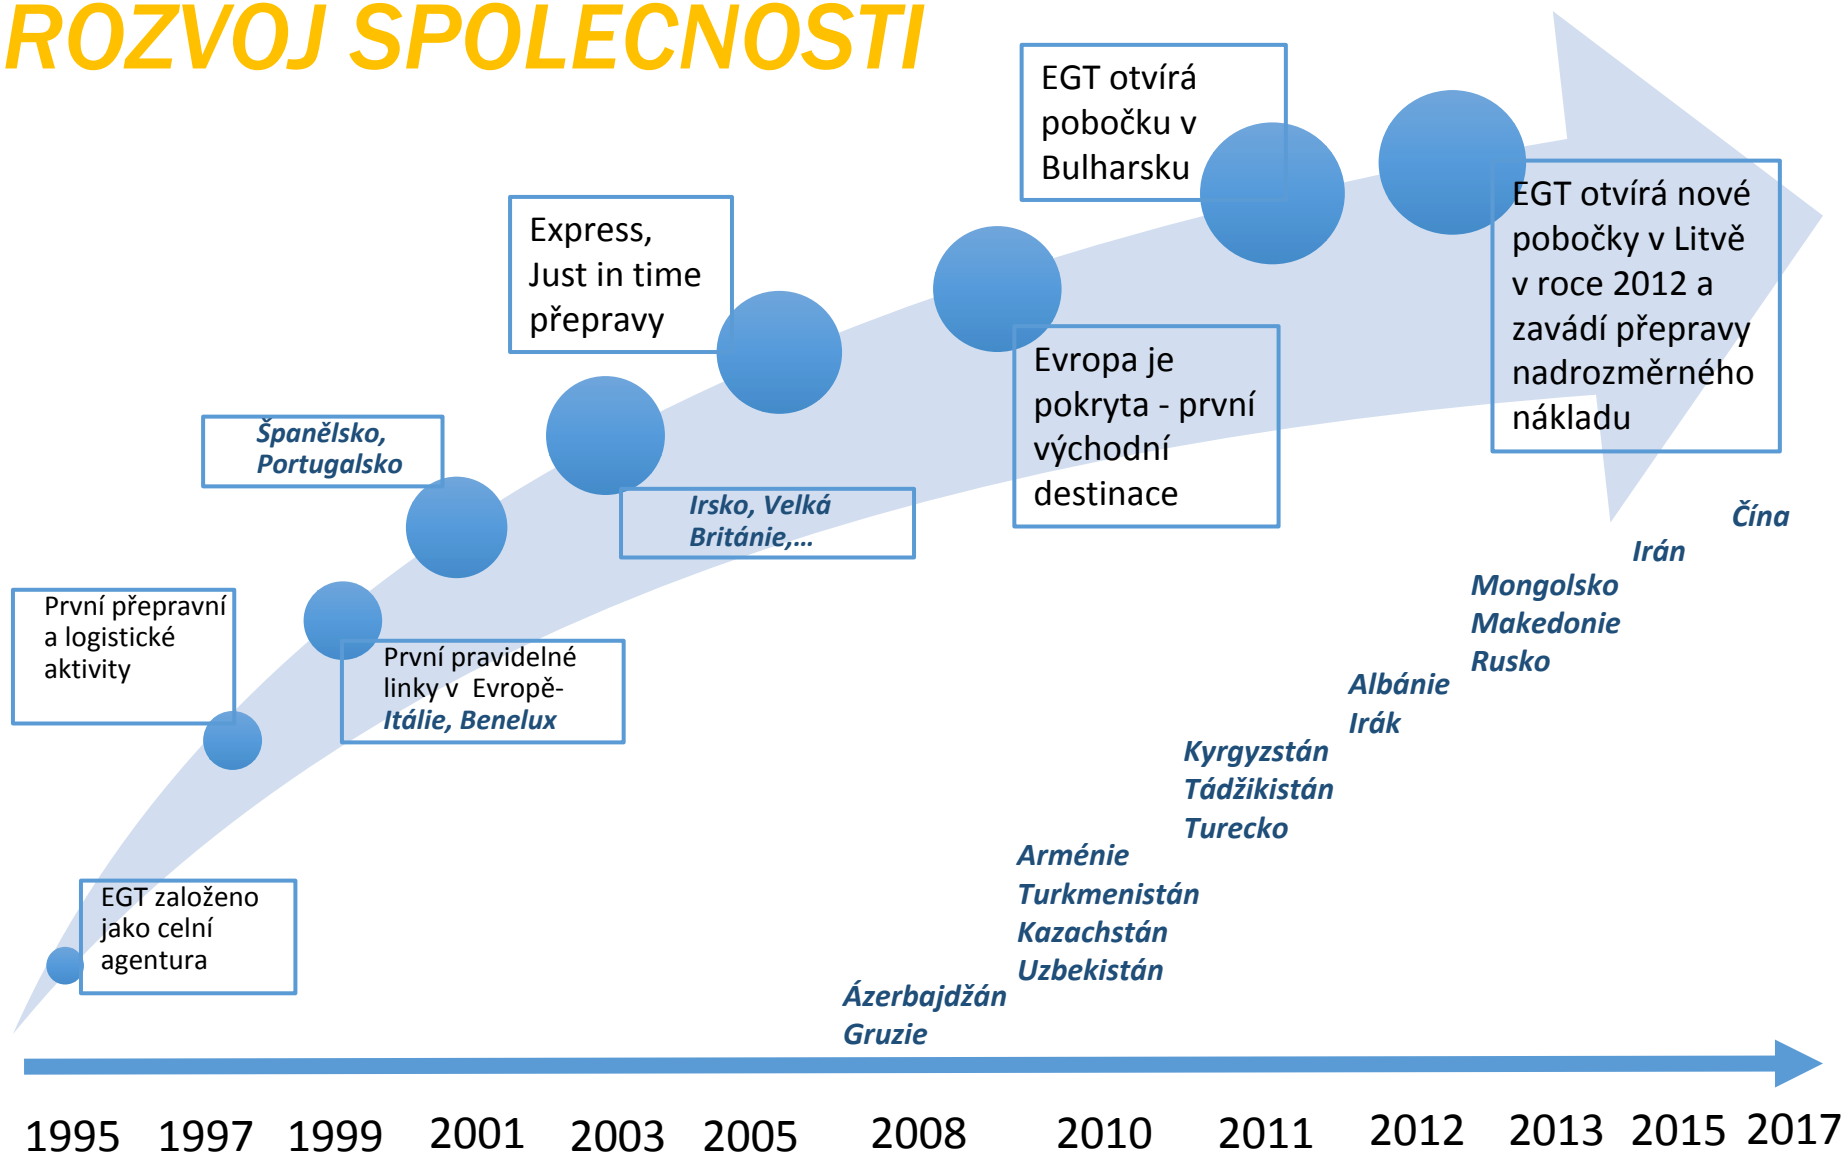 ROZVOJ SPOLECNOSTI
EGT otvírá
pobočku v
Bulharsku
EGT otvírá nové
pobočky v Litvě
v roce 2012 a
zavádí přepravy
nadrozměrného
nákladu
Express,
Just in time
přepravy
Evropa je
pokryta - první
východní
destinace
Španělsko,
Portugalsko
Irsko, Velká
Británie,…
První přepravní
a logistické
aktivity
První pravidelné
linky v  Evropě-
Itálie, Benelux
EGT založeno
jako celní
agentura
Čína
Irán
Mongolsko
Makedonie
Rusko
Albánie
Irák
Kyrgyzstán
Tádžikistán
Turecko
Arménie
Turkmenistán
Kazachstán
Uzbekistán
Ázerbajdžán
Gruzie
1995 1997 1999 2001 2003 2005 2008 2010 2011 2012 2013 2015 2017